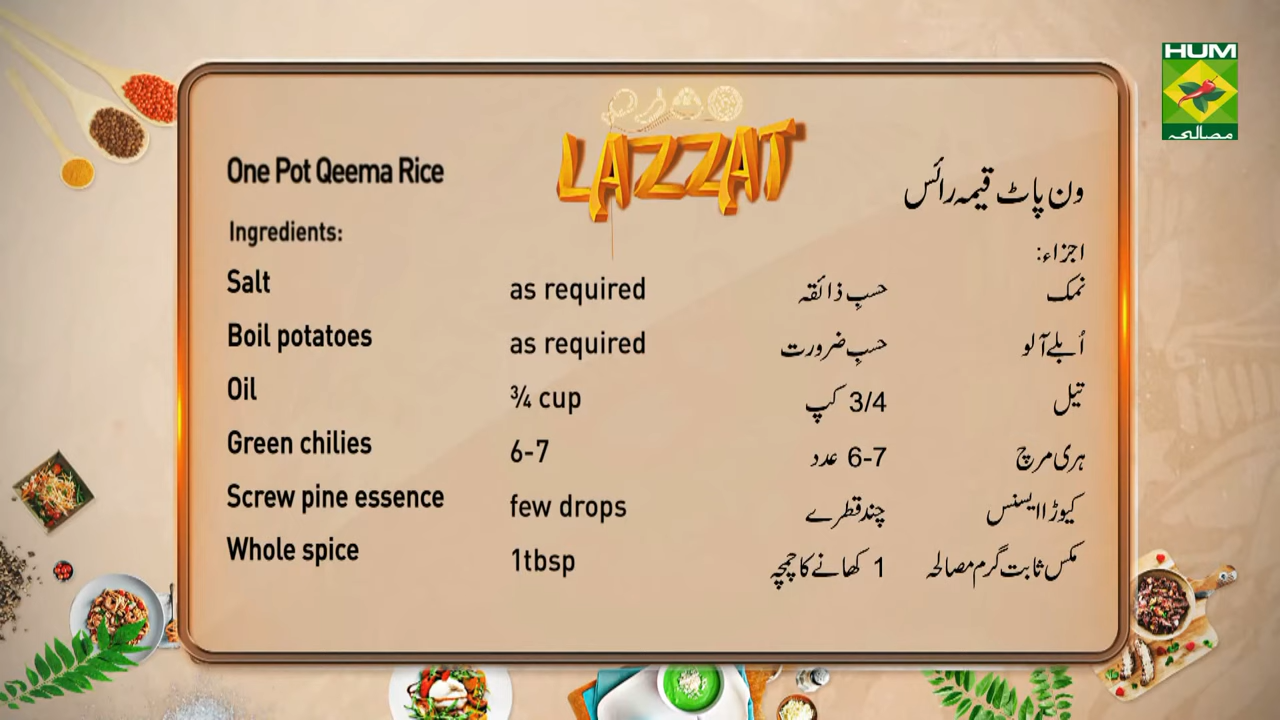 HUM
مصالحہ
LAZZAT
One Pot Qeema Rice ون پاٹ قیمہ رائس
Ingredients: اجزاء:
Salt as required حسبِ ذائقہ نمک
Boil potatoes as required حسبِ ضرورت اُبلے آلو
Oil ¾ cup 3/4 کپ تیل
Green chilies 6-7 6-7 عدد ہری مرچ
Screw pine essence few drops چند قطرے کیوڑا ایسنس
Whole spice 1tbsp 1 کھانے کا چمچہ مکس ثابت گرم مصالحہ